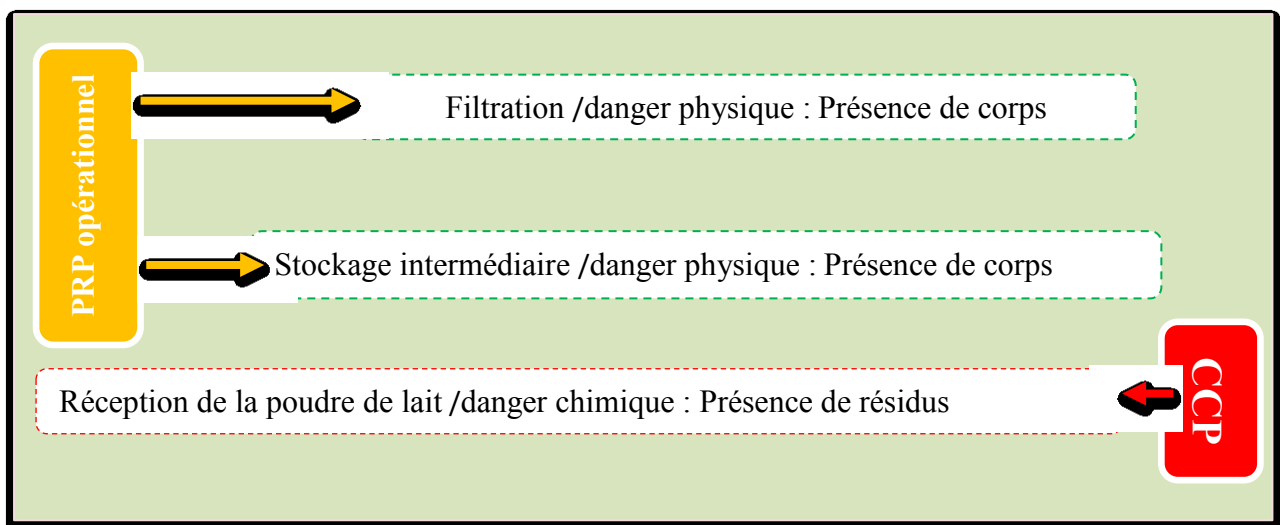 PRP opérationnel
Filtration /danger physique : Présence de corps
Stockage intermédiaire /danger physique : Présence de corps
Réception de la poudre de lait /danger chimique : Présence de résidus
CCP